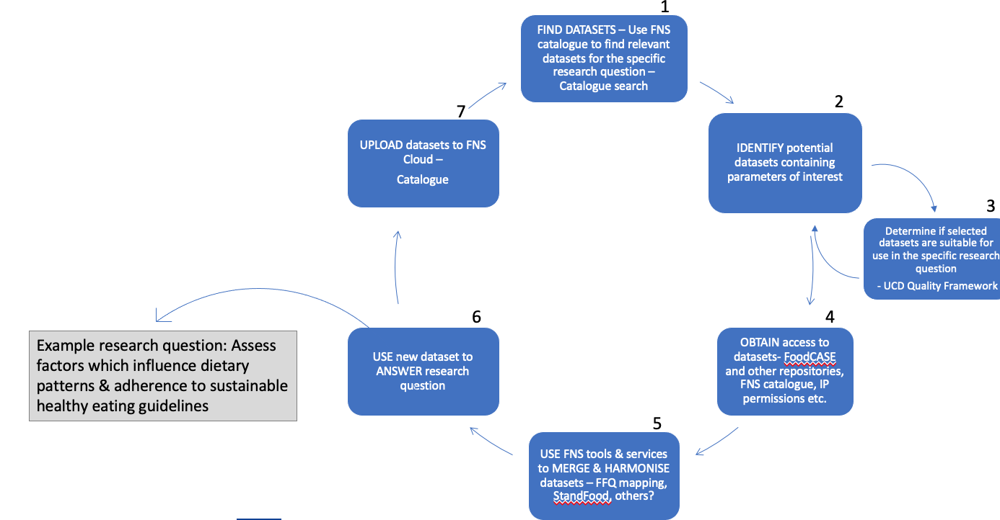 1
FIND DATASETS – Use FNS
catalogue to find relevant
datasets for the specific
research question –
Catalogue search
2
IDENTIFY potential
datasets containing
parameters of interest
3
Determine if selected
datasets are suitable for
use in the specific research
question
- UCD Quality Framework
4
OBTAIN access to
datasets- FoodCASE
and other repositories,
FNS catalogue, IP
permissions etc.
5
USE FNS tools & services
to MERGE & HARMONISE
datasets – FFQ mapping,
StandFood, others?
6
USE new dataset to
ANSWER research
question
Example research question: Assess
factors which influence dietary
patterns & adherence to sustainable
healthy eating guidelines
7
UPLOAD datasets to FNS
Cloud –
Catalogue